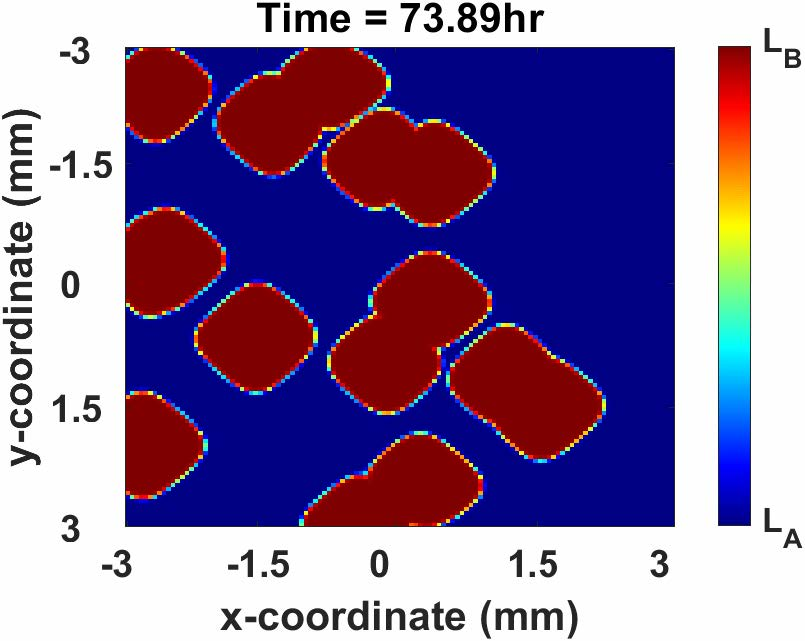 Time = 73.89hr
-3
-1.5
0
1.5
3
y-coordinate (mm)
-3
-1.5
0
1.5
3
x-coordinate (mm)
L_B
L_A